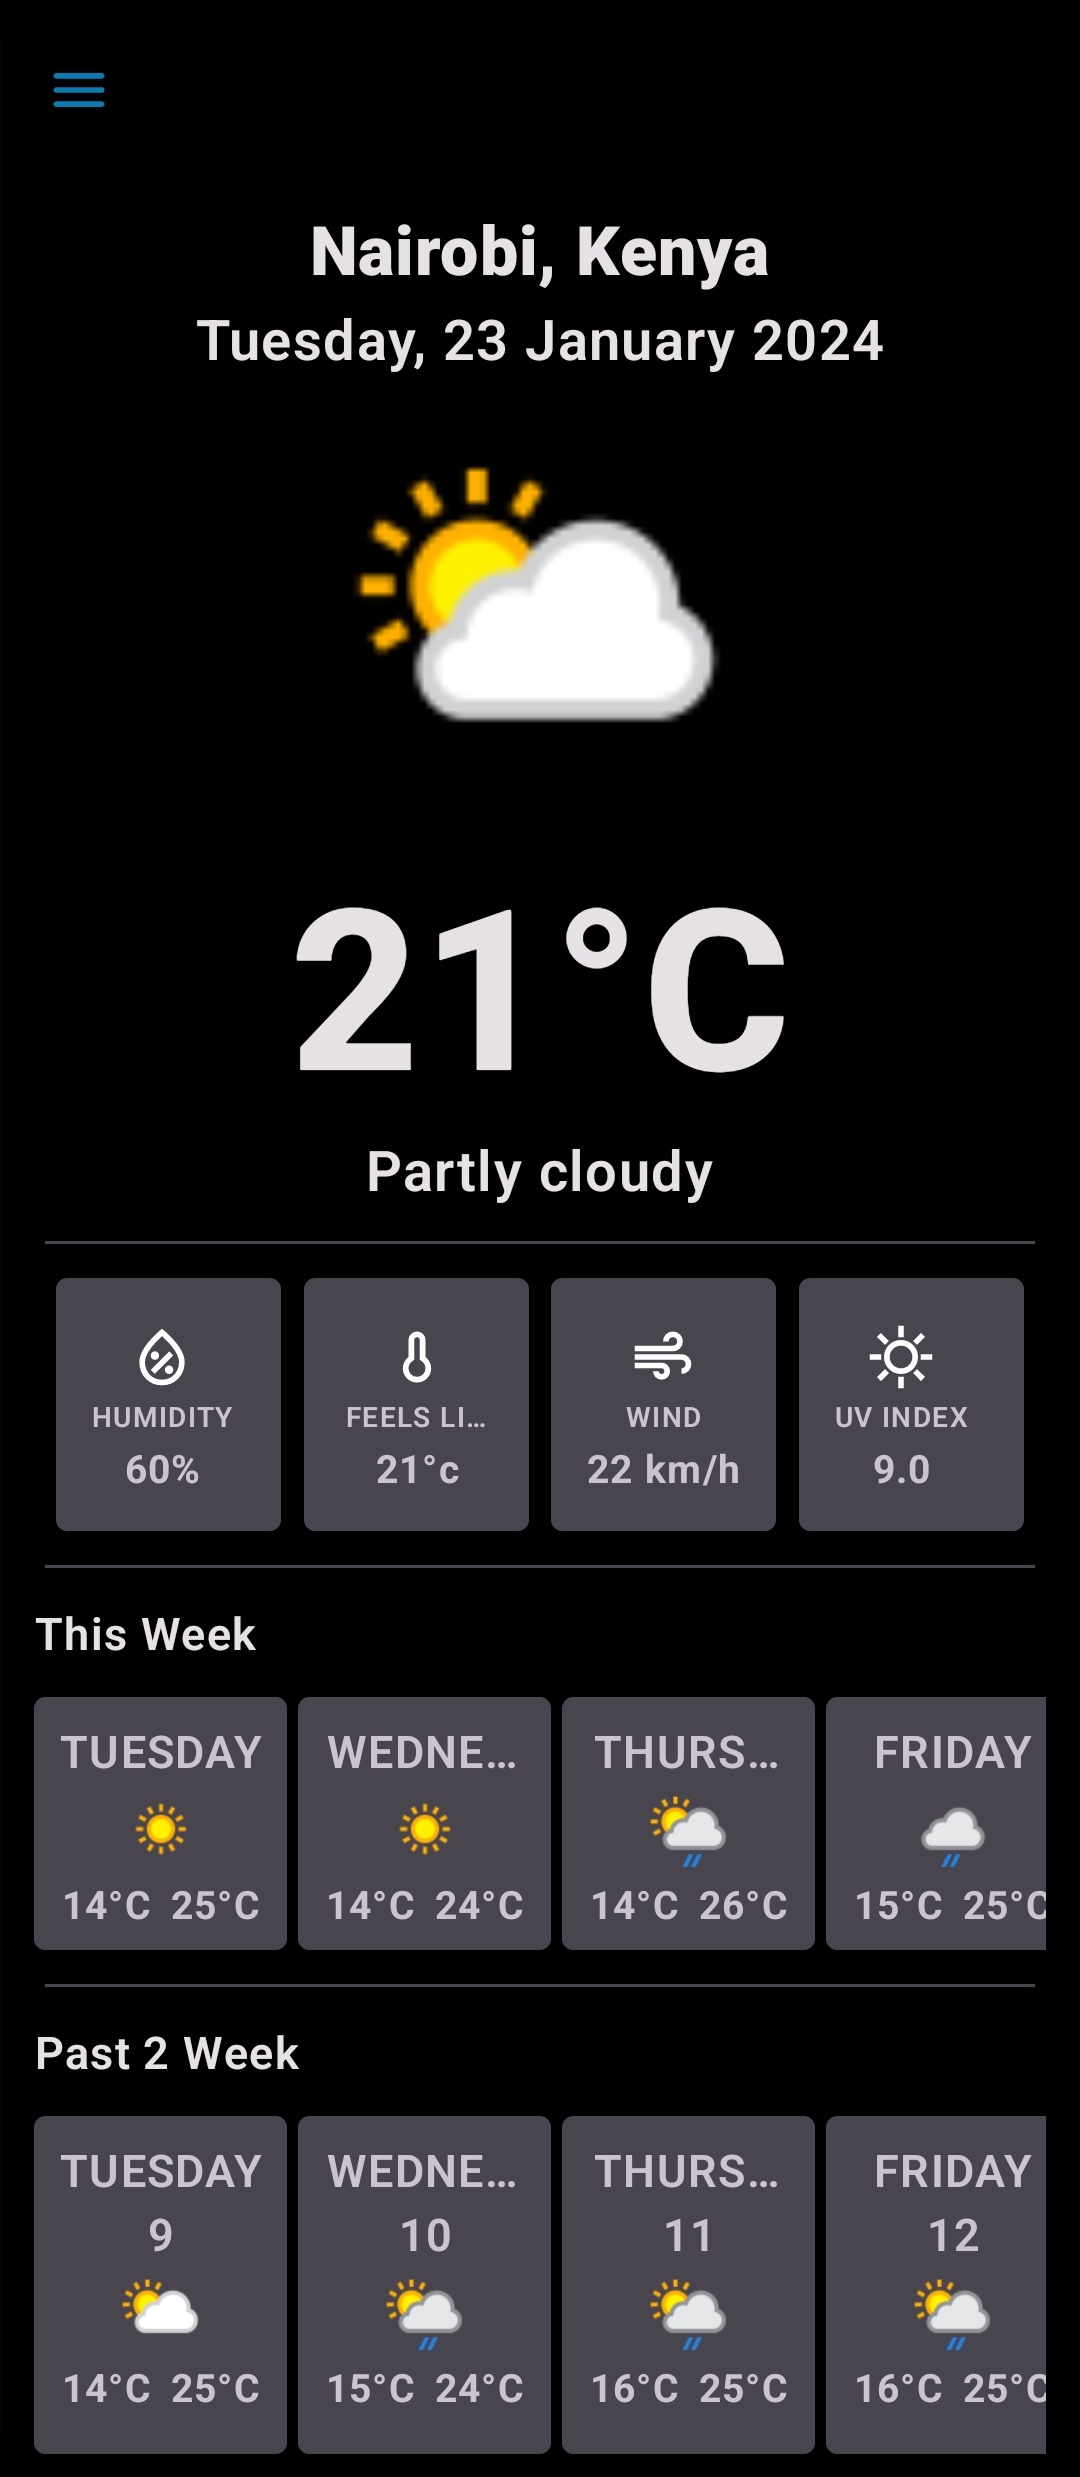 Nairobi, Kenya
Tuesday, 23 January 2024
21°C
Partly cloudy
HUMIDITY FEELS LI... WIND UV INDEX
60% 21°c 22 km/h 9.0
This Week
TUESDAY WEDNE... THURS... FRIDAY
14°C 25°C 14°C 24°C 14°C 26°C 15°C 25°C
Past 2 Week
TUESDAY WEDNE... THURS... FRIDAY
9 10 11 12
14°C 25°C 15°C 24°C 16°C 25°C 16°C 25°C